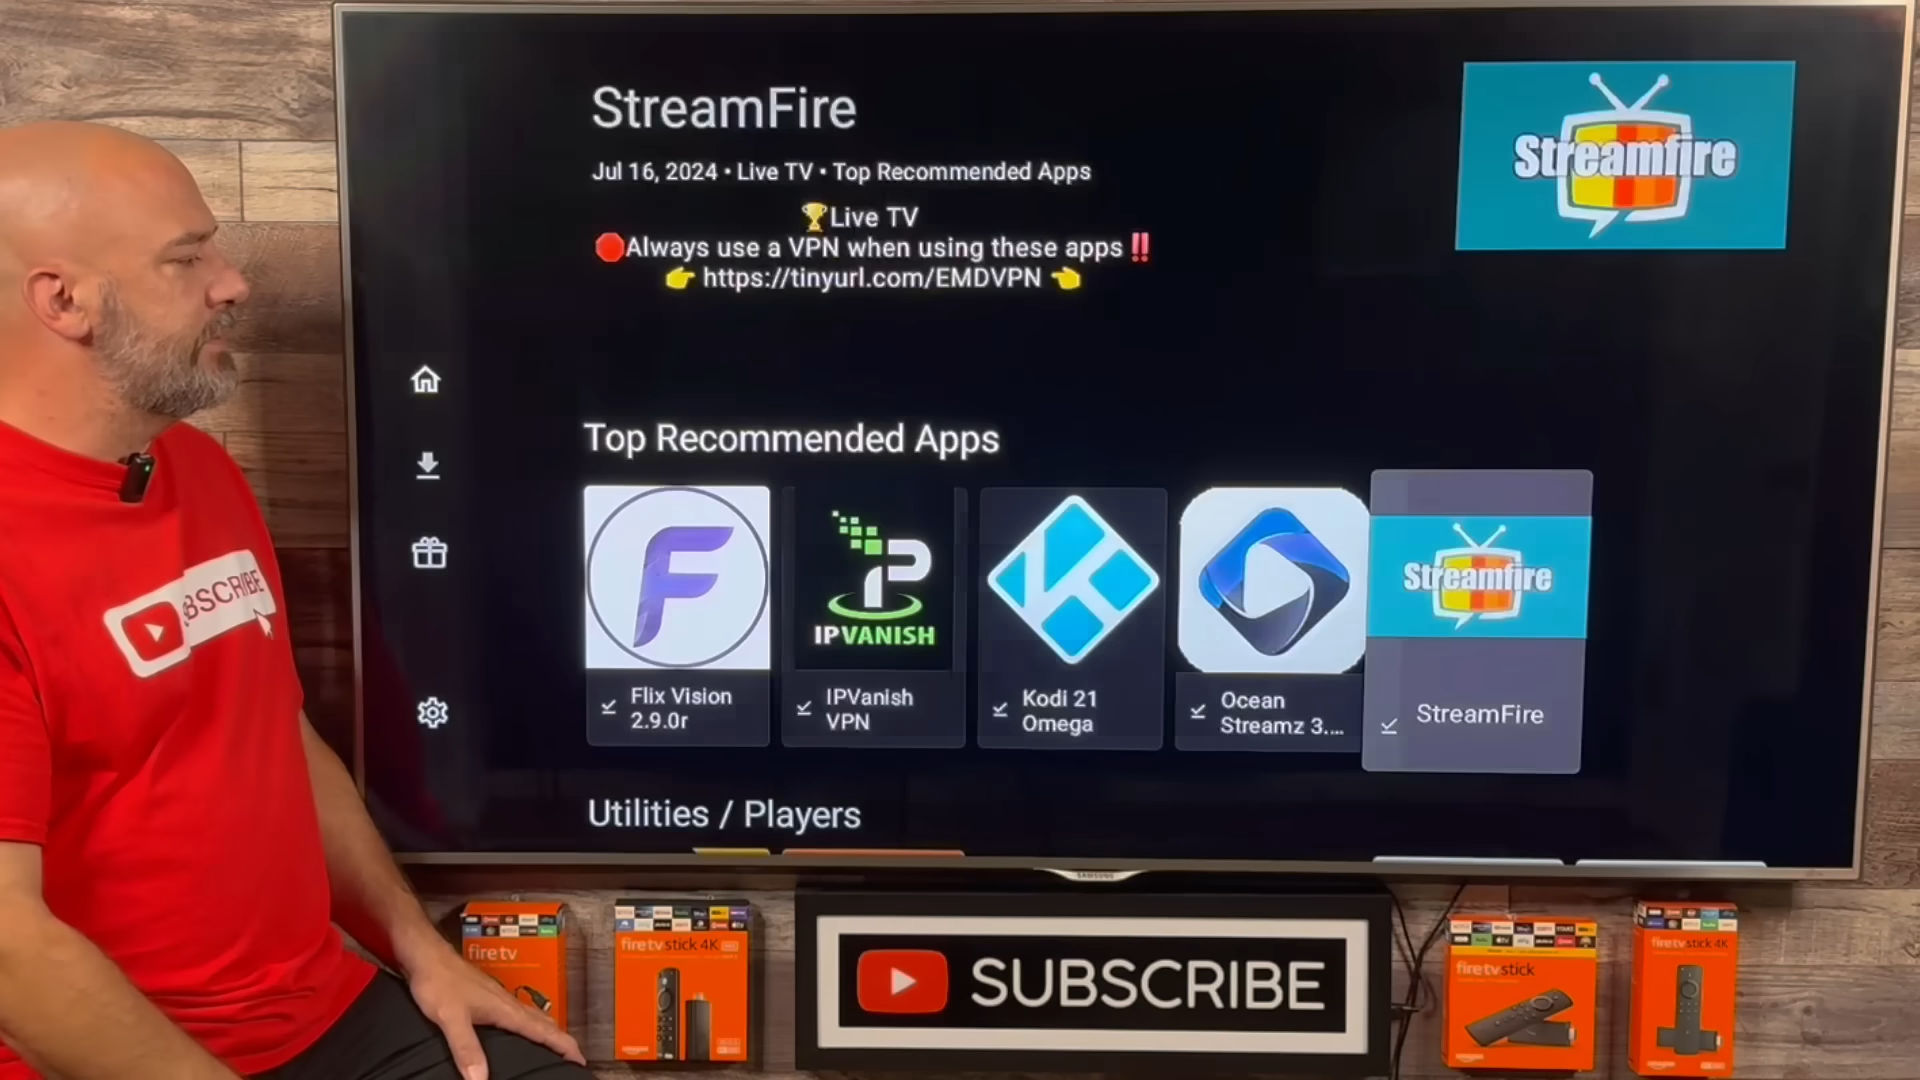 StreamFire
Jul 16, 2024 • Live TV • Top Recommended Apps
🏆Live TV
🛑Always use a VPN when using these apps‼️
👉 https://tinyurl.com/EMDVPN 👈
Streamfire
Top Recommended Apps
F
IPVANISH
Streamfire
Flix Vision
2.9.0r
IPVanish
VPN
Kodi 21
Omega
Ocean
Streamz 3....
StreamFire
Utilities / Players
SAMSUNG
BSCRIBE
SUBSCRIBE
fire tv
fire tv stick 4K
fire tv stick
fire tv stick 4K